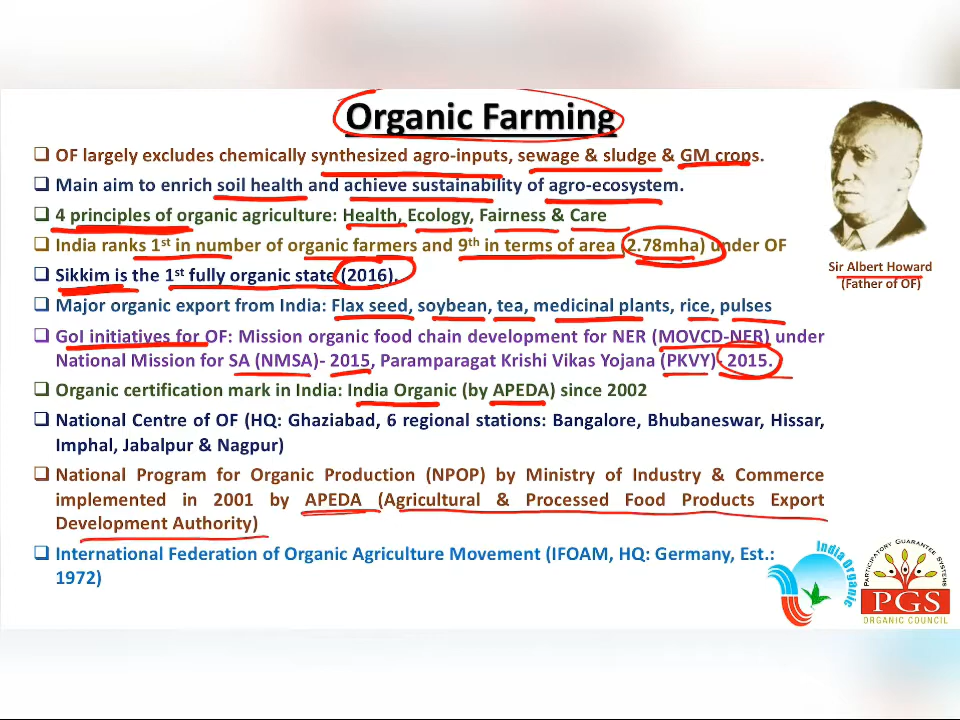 Organic Farming
❑ OF largely excludes chemically synthesized agro-inputs, sewage & sludge & GM crops.
❑ Main aim to enrich soil health and achieve sustainability of agro-ecosystem.
❑ 4 principles of organic agriculture: Health, Ecology, Fairness & Care
❑ India ranks 1st in number of organic farmers and 9th in terms of area (2.78mha) under OF
❑ Sikkim is the 1st fully organic state (2016).
❑ Major organic export from India: Flax seed, soybean, tea, medicinal plants, rice, pulses
❑ GoI initiatives for OF: Mission organic food chain development for NER (MOVCD-NER) under
National Mission for SA (NMSA)- 2015, Paramparagat Krishi Vikas Yojana (PKVY)- 2015.
❑ Organic certification mark in India: India Organic (by APEDA) since 2002
❑ National Centre of OF (HQ: Ghaziabad, 6 regional stations: Bangalore, Bhubaneswar, Hissar,
Imphal, Jabalpur & Nagpur)
❑ National Program for Organic Production (NPOP) by Ministry of Industry & Commerce
implemented in 2001 by APEDA (Agricultural & Processed Food Products Export
Development Authority)
❑ International Federation of Organic Agriculture Movement (IFOAM, HQ: Germany, Est.:
1972)
Sir Albert Howard
(Father of OF)
India Organic
PARTICIPATORY GUARANTEE SYSTEMS
PGS
ORGANIC COUNCIL